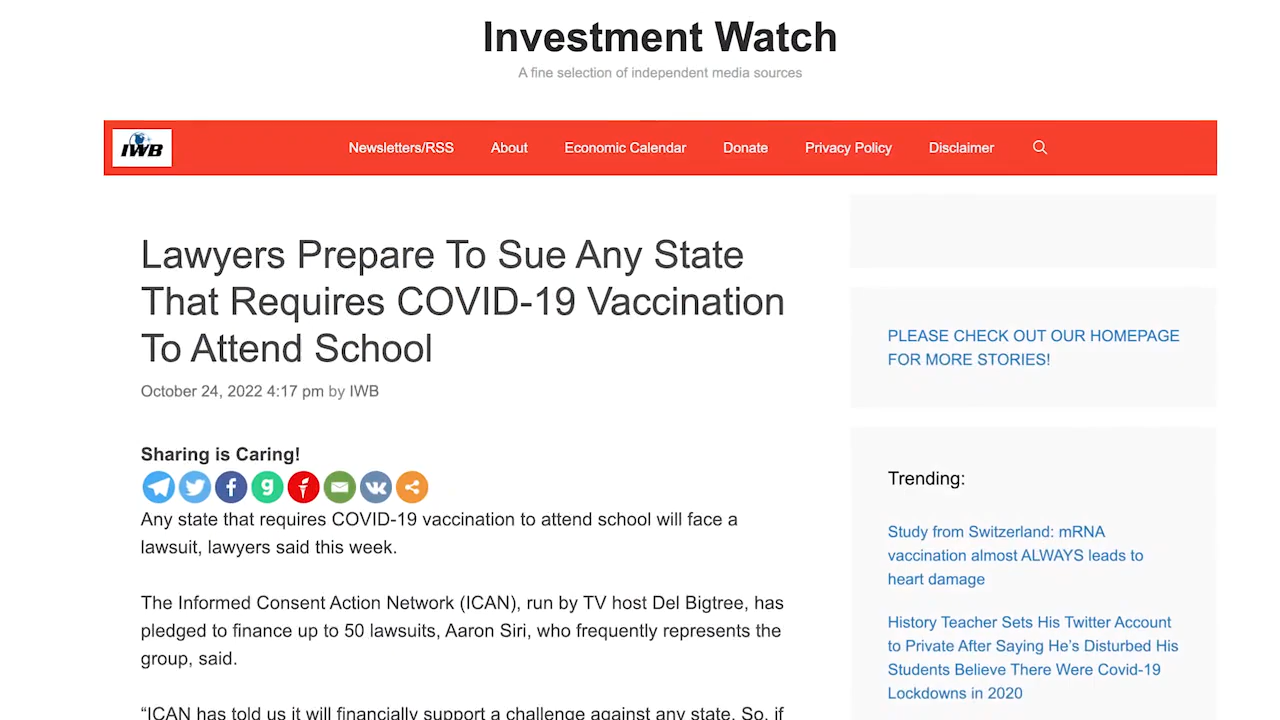 Investment Watch
A fine selection of independent media sources
IWB
Newsletters/RSS
About
Economic Calendar
Donate
Privacy Policy
Disclaimer
Lawyers Prepare To Sue Any State
That Requires COVID-19 Vaccination
To Attend School
October 24, 2022 4:17 pm by IWB
Sharing is Caring!
Any state that requires COVID-19 vaccination to attend school will face a
lawsuit, lawyers said this week.
The Informed Consent Action Network (ICAN), run by TV host Del Bigtree, has
pledged to finance up to 50 lawsuits, Aaron Siri, who frequently represents the
group, said.
“ICAN has told us it will financially support a challenge against any state. So, if
PLEASE CHECK OUT OUR HOMEPAGE
FOR MORE STORIES!
Trending:
Study from Switzerland: mRNA
vaccination almost ALWAYS leads to
heart damage
History Teacher Sets His Twitter Account
to Private After Saying He’s Disturbed His
Students Believe There Were Covid-19
Lockdowns in 2020